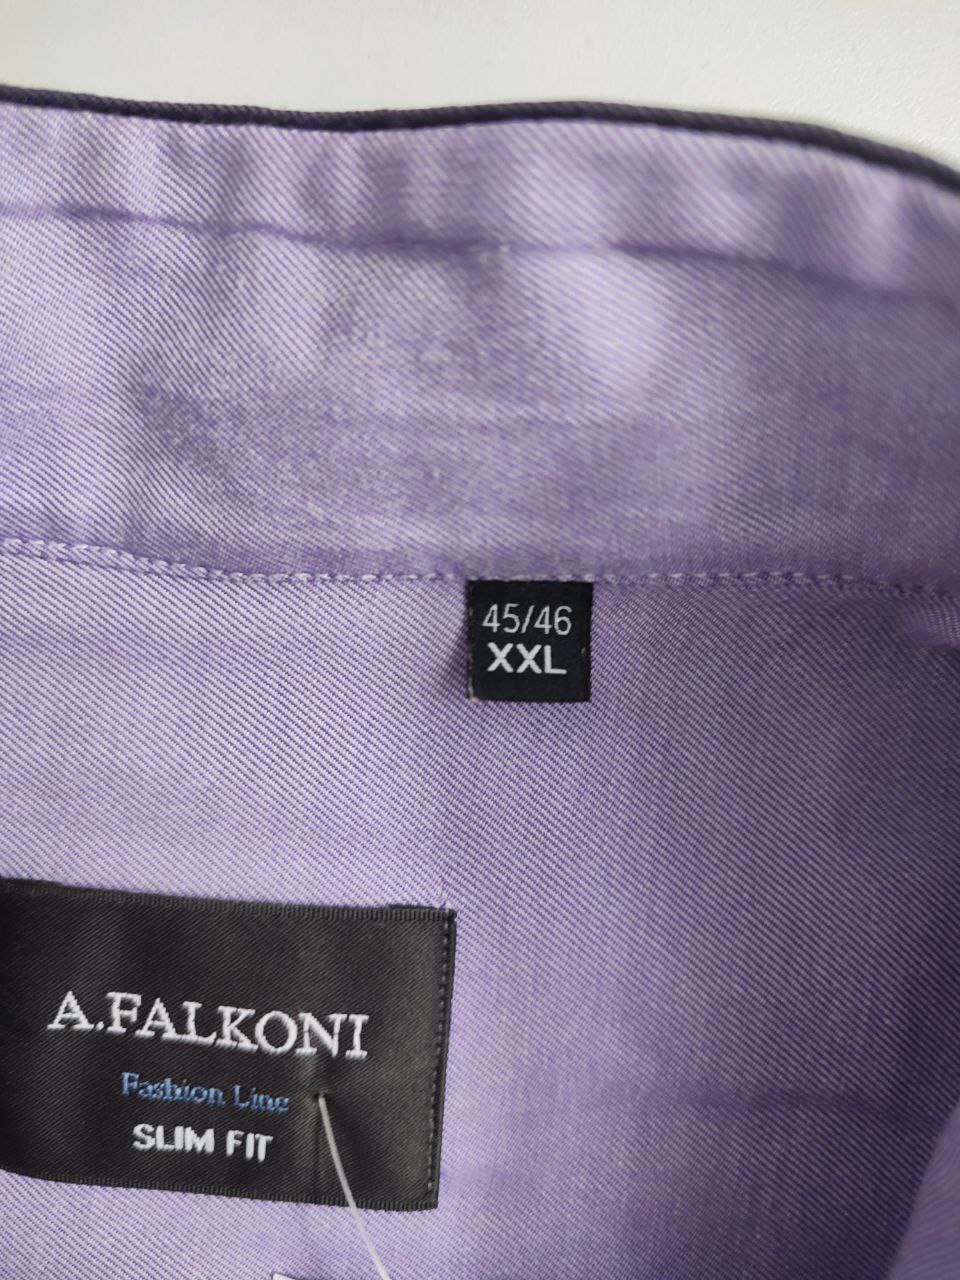 45/46
XXL
A.FALKONI
Fashion Line
SLIM FIT